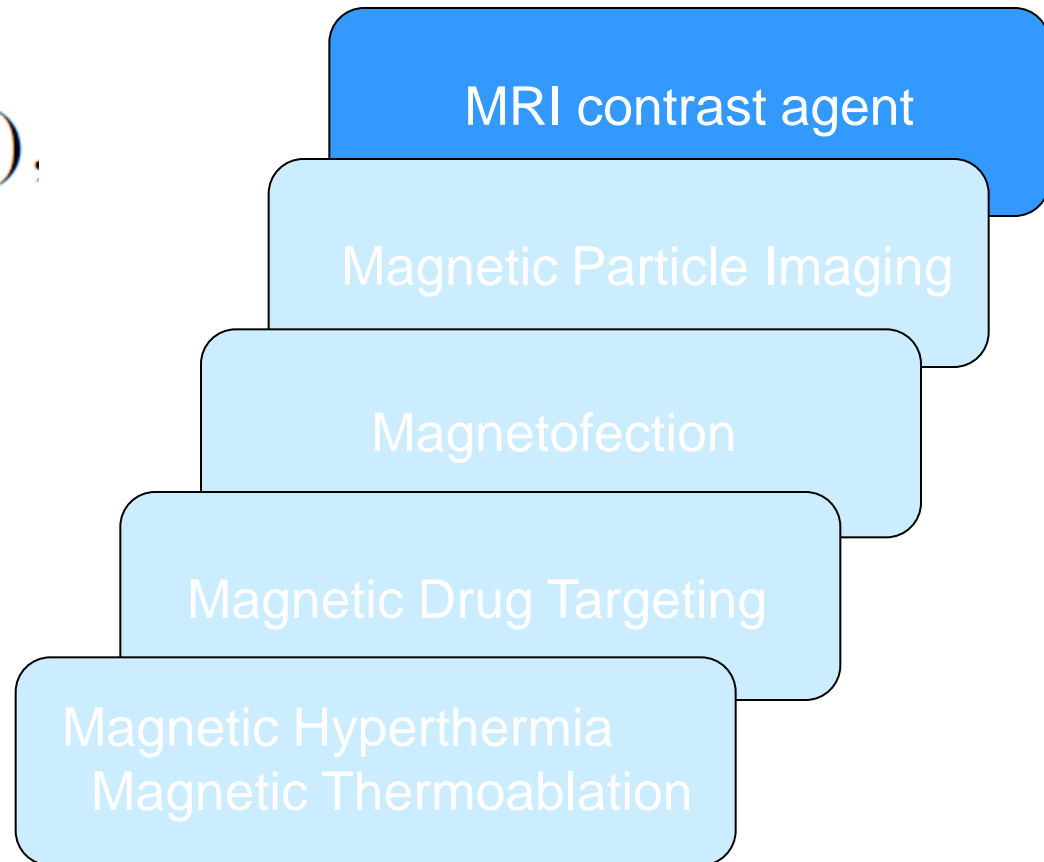 MRI contrast agent
),
Magnetic Particle Imaging
Magnetofection
Magnetic Drug Targeting
Magnetic Hyperthermia
Magnetic Thermoablation